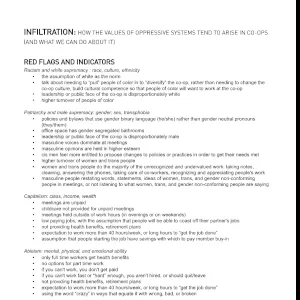 INFILTRATION: HOW THE VALUES OF OPPRESSIVE SYSTEMS TEND TO ARISE IN CO-OPS
(AND WHAT WE CAN DO ABOUT IT)
RED FLAGS AND INDICATORS
Racism and white supremacy: race, culture, ethnicity
• the assumption of white as the norm
• talk about needing to "pull" people of color in to "diversify" the co-op, rather than needing to change the
co-op culture, build cultural competence so that people of color will want to work at the co-op
• leadership or public face of the co-op is disproportionately white
• higher turnover of people of color
Patriarchy and male supremacy: gender, sex, transphobia
• policies and bylaws that use gender binary language (he/she) rather than gender neutral pronouns
(they/them)
• office space has gender segregated bathrooms
• leadership or public face of the co-op is disproportionately male
• masculine voices dominate at meetings
• masculine opinions are held in higher esteem
• cis men feel more entitled to propose changes to policies or practices in order to get their needs met
• higher turnover of women and trans people
• women and trans people do the majority of the unrecognized and undervalued work: taking notes,
cleaning, answering the phones, taking care of co-workers, recognizing and appreciating people's work
• masculine people restating words, statements, ideas of women, trans, and gender non-conforming
people in meetings, or not listening to what women, trans, and gender non-conforming people are saying
Capitalism: class, income, wealth
• meetings are unpaid
• childcare not provided for unpaid meetings
• meetings held outside of work hours (in evenings or on weekends)
• low paying jobs, with the assumption that people will be able to coast off their partner's jobs
• not providing health benefits, retirement plans
• expectation to work more than 40 hours/week, or long hours to "get the job done"
• assumption that people starting the job have savings with which to pay member buy-in
Ableism: mental, physical, and emotional ability
• only full time workers get health benefits
• no options for part time work
• if you can't work, you don't get paid
• if you can't work fast or "hard" enough, you aren't hired, or should quit/leave
• not providing health benefits, retirement plans
• expectation to work more than 40 hours/week, or long hours to "get the job done"
• using the word "crazy" in ways that equate it with wrong, bad, or broken